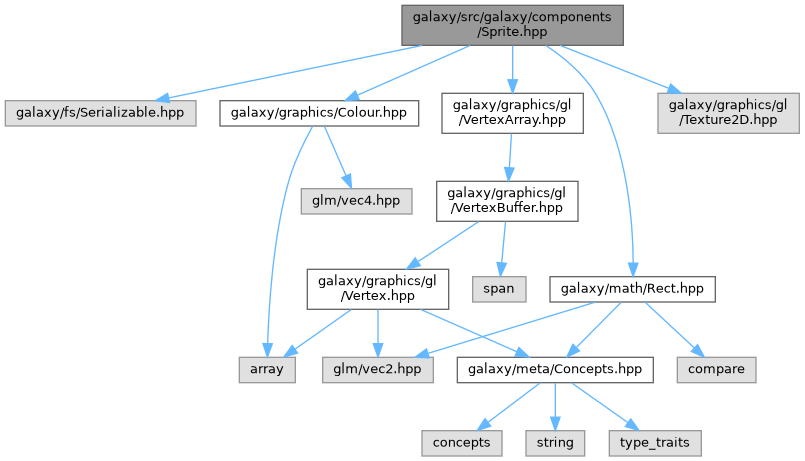 galaxy/src/galaxy/components
/Sprite.hpp
galaxy/fs/Serializable.hpp
galaxy/graphics/Colour.hpp
galaxy/graphics/gl
/VertexArray.hpp
galaxy/graphics/gl
/Texture2D.hpp
glm/vec4.hpp
galaxy/graphics/gl
/VertexBuffer.hpp
galaxy/graphics/gl
/Vertex.hpp
span
galaxy/math/Rect.hpp
array
glm/vec2.hpp
galaxy/meta/Concepts.hpp
compare
concepts
string
type_traits